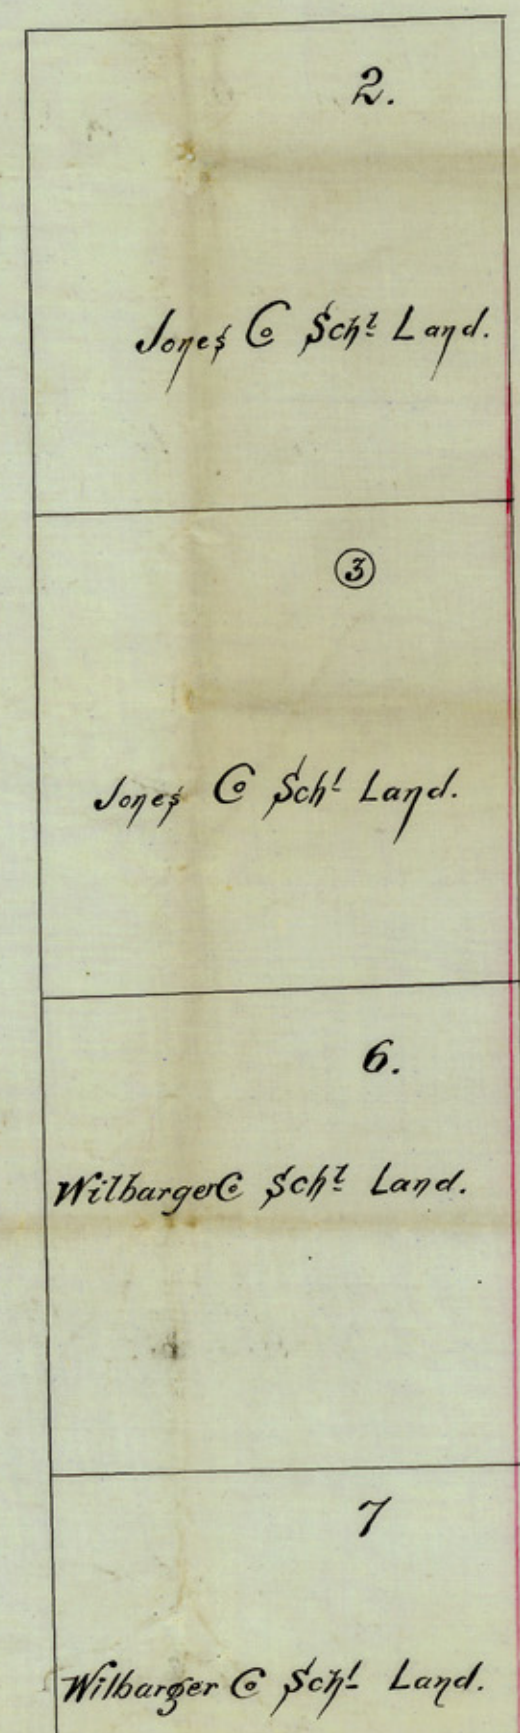 2.
Jones Co Schl Land.
3
Jones Co Schl Land.
6.
Wilbarger Co Schl Land.
7
Wilbarger Co Schl Land.